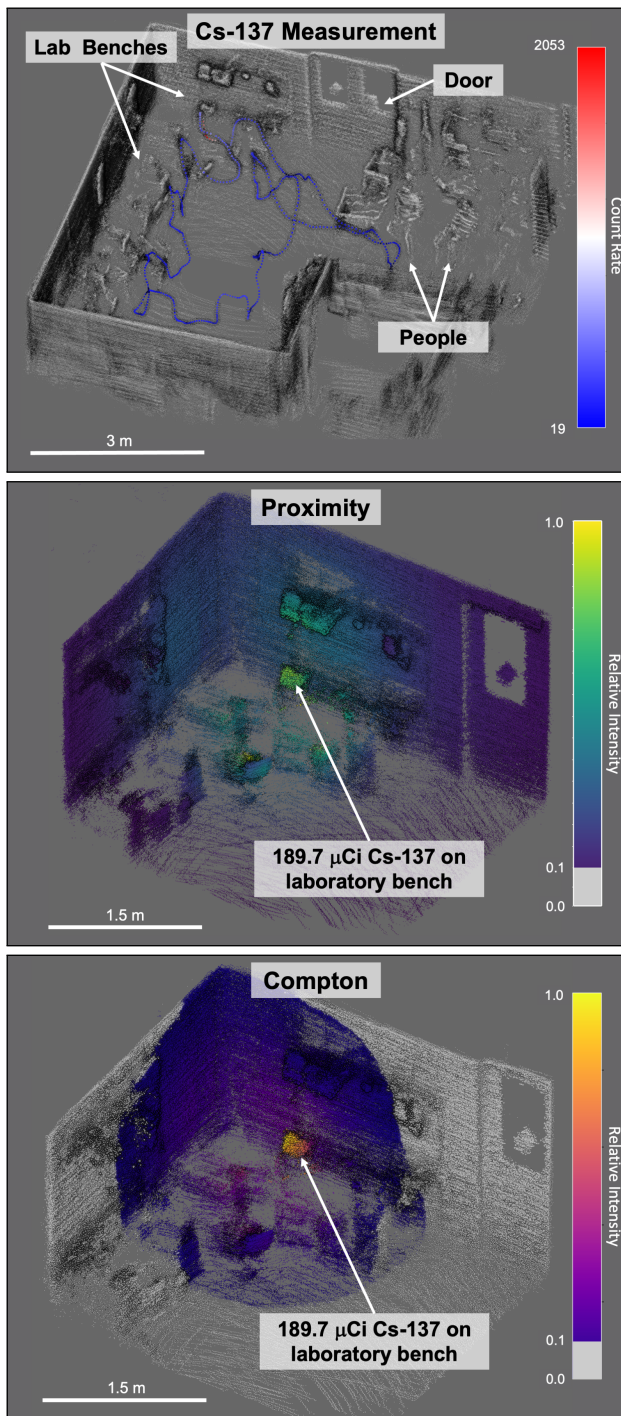 Cs-137 Measurement
Lab Benches
Door
People
3 m
2053
Count Rate
19
Proximity
1.0
Relative Intensity
0.1
0.0
189.7 μCi Cs-137 on
laboratory bench
1.5 m
Compton
1.0
Relative Intensity
0.1
0.0
189.7 μCi Cs-137 on
laboratory bench
1.5 m